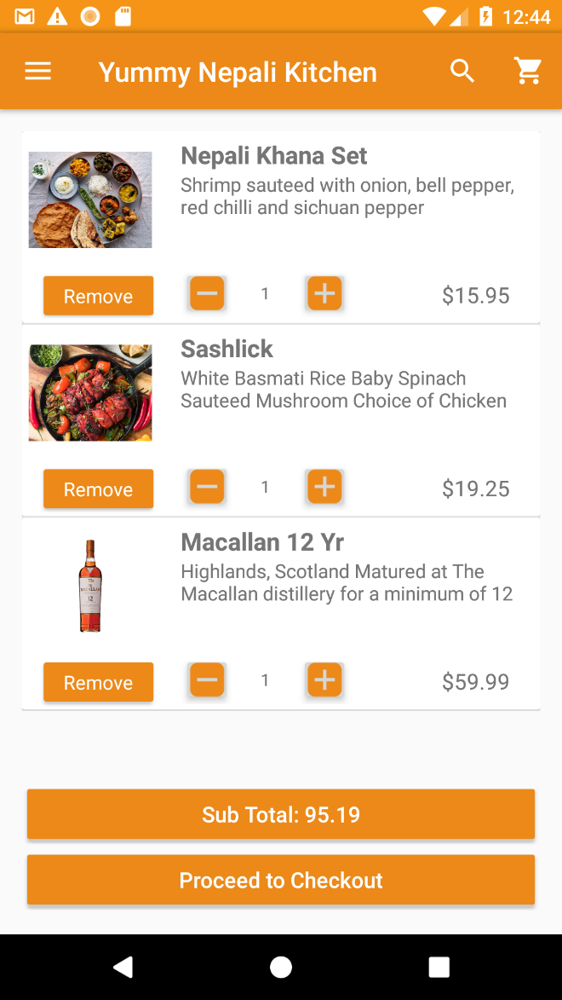 12:44
Yummy Nepali Kitchen
Nepali Khana Set
Shrimp sauteed with onion, bell pepper,
red chilli and sichuan pepper
Remove
1
$15.95
Sashlick
White Basmati Rice Baby Spinach
Sauteed Mushroom Choice of Chicken
Remove
1
$19.25
MACALLAN
12
Macallan 12 Yr
Highlands, Scotland Matured at The
Macallan distillery for a minimum of 12
Remove
1
$59.99
Sub Total: 95.19
Proceed to Checkout